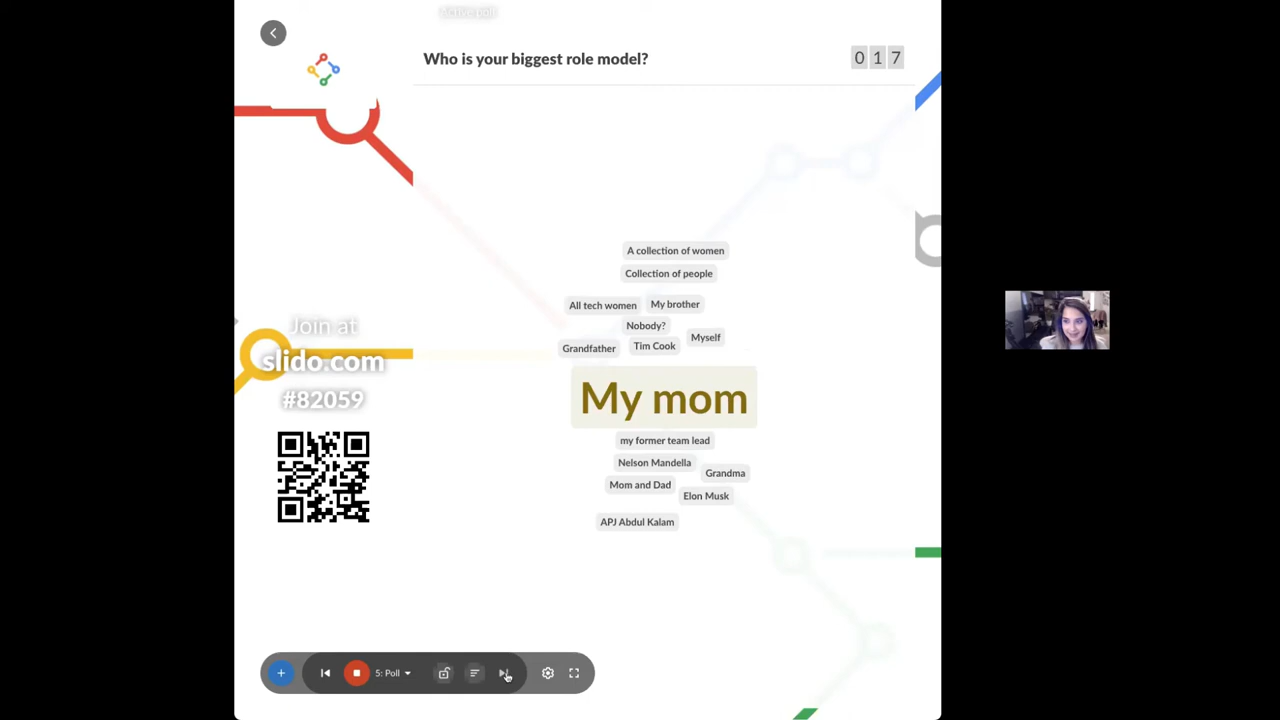 Active poll
Who is your biggest role model?
017
A collection of women
Collection of people
All tech women
My brother
Nobody?
Myself
Grandfather
Tim Cook
My mom
my former team lead
Nelson Mandella
Grandma
Mom and Dad
Elon Musk
APJ Abdul Kalam
Join at
slido.com
#82059
5: Poll